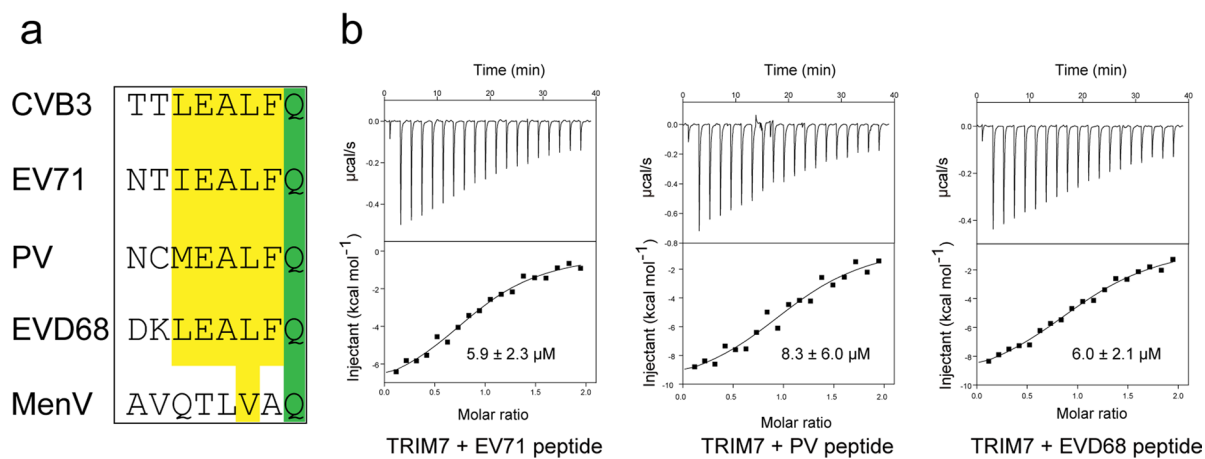 a
CVB3 TTLEALFQ
EV71 NTIEALFQ
PV NCMEALFQ
EVD68 DKLEALFQ
MenV AVQTLVAQ
b
Time (min)
0 10 20 30 40
µcal/s
0.0
-0.2
-0.4
Injectant (kcal mol⁻¹)
0
-2
-4
-6
5.9 ± 2.3 µM
0.0 0.5 1.0 1.5 2.0
Molar ratio
TRIM7 + EV71 peptide
Time (min)
0 10 20 30 40
µcal/s
0.0
-0.2
-0.4
-0.6
-0.8
Injectant (kcal mol⁻¹)
-2
-4
-6
-8
-10
8.3 ± 6.0 µM
0.0 0.5 1.0 1.5 2.0
Molar ratio
TRIM7 + PV peptide
Time (min)
0 10 20 30 40
µcal/s
0.0
-0.2
-0.4
Injectant (kcal mol⁻¹)
0
-2
-4
-6
-8
-10
6.0 ± 2.1 µM
0.0 0.5 1.0 1.5 2.0
Molar ratio
TRIM7 + EVD68 peptide